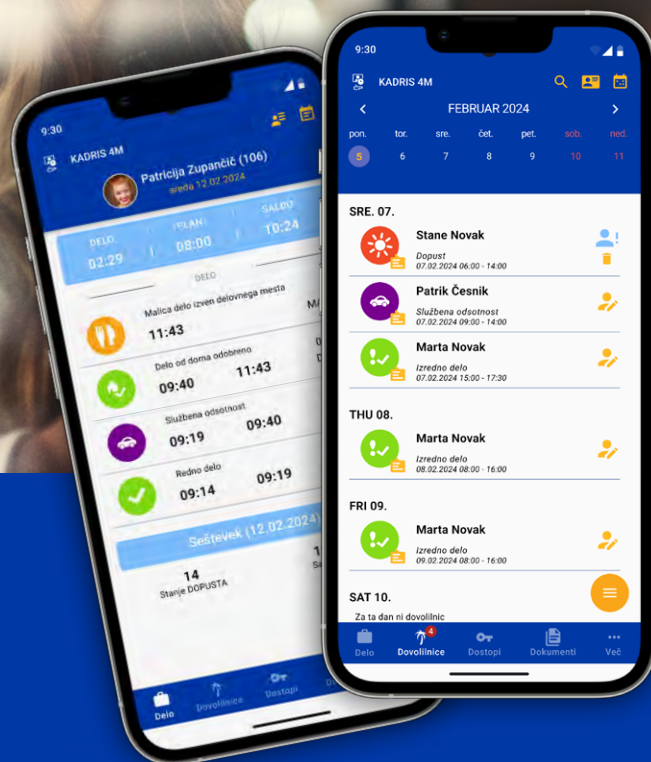 9:30
KADRIS 4M
Patricija Zupančič (106)
sreda 12.02.2024
DELO
PLAN
SALDO
02:29
08:00
10:24
DELO
Malica delo izven delovnega mesta
11:43
Delo od doma odobreno
09:40
11:43
Službena odsotnost
09:19
09:40
Redno delo
09:14
09:19
Seštevek (12.02.2024)
14
Stanje DOPUSTA
Delo
Dovolilnice
Dostopi
9:30
KADRIS 4M
FEBRUAR 2024
pon.
tor.
sre.
čet.
pet.
sob.
ned.
5
6
7
8
9
10
11
SRE. 07.
Stane Novak
Dopust
07.02.2024 06:00 - 14:00
Patrik Česnik
Službena odsotnost
07.02.2024 09:00 - 14:00
Marta Novak
Izredno delo
07.02.2024 15:00 - 17:30
THU 08.
Marta Novak
Izredno delo
08.02.2024 08:00 - 16:00
FRI 09.
Marta Novak
Izredno delo
09.02.2024 08:00 - 16:00
SAT 10.
Za ta dan ni dovolilnic
4
Delo
Dovolilnice
Dostopi
Dokumenti
Več